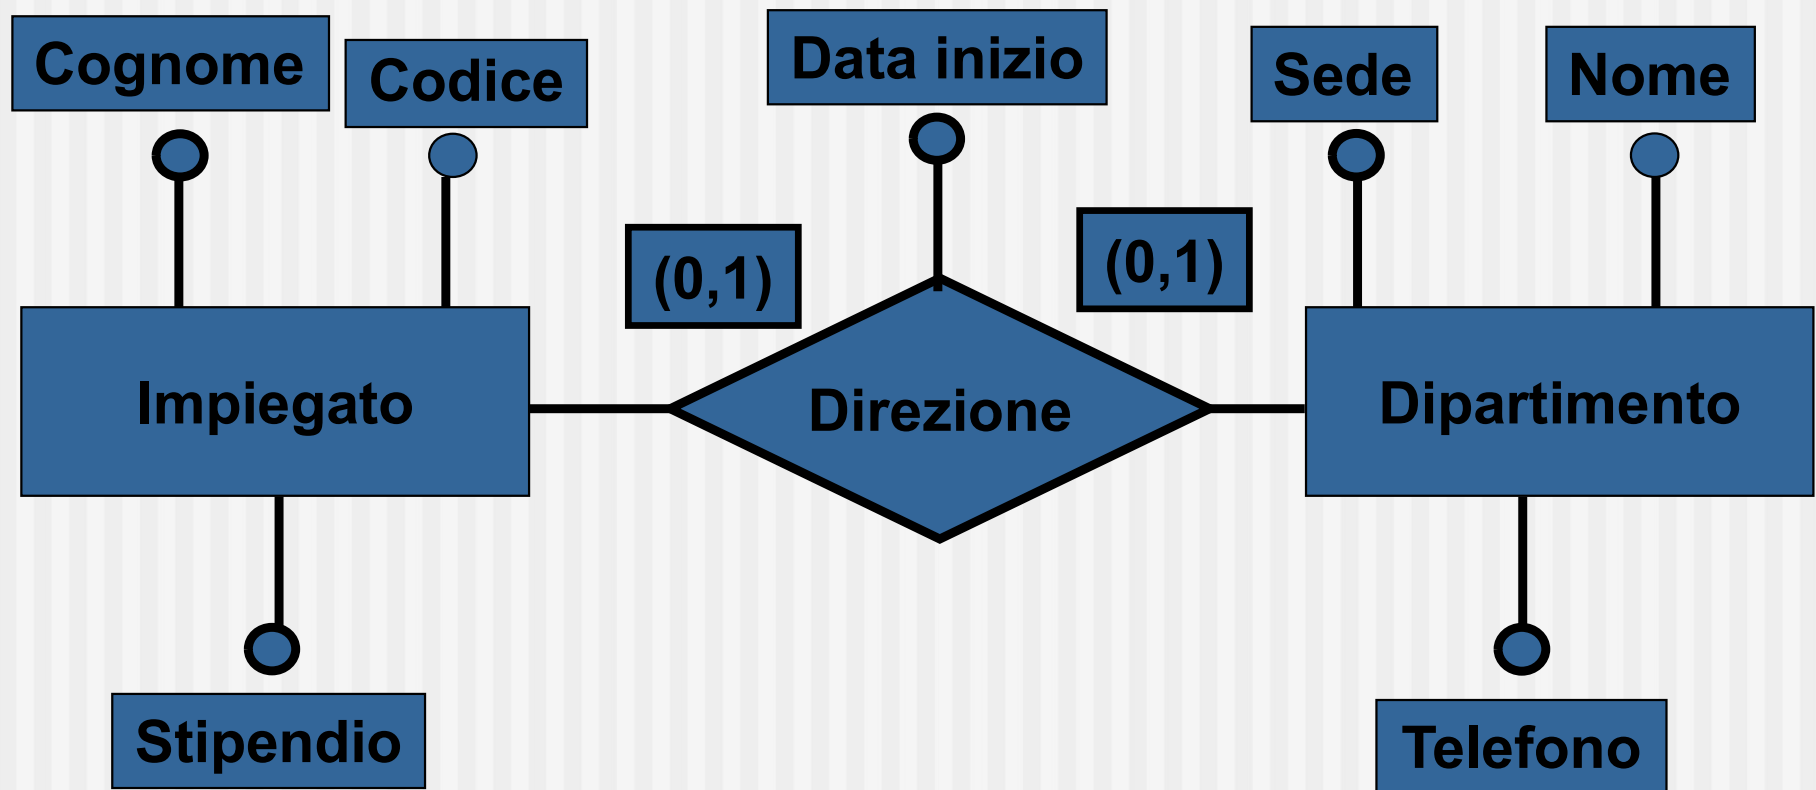 Cognome
Codice
Data inizio
Sede
Nome
(0,1)
(0,1)
Impiegato
Direzione
Dipartimento
Stipendio
Telefono